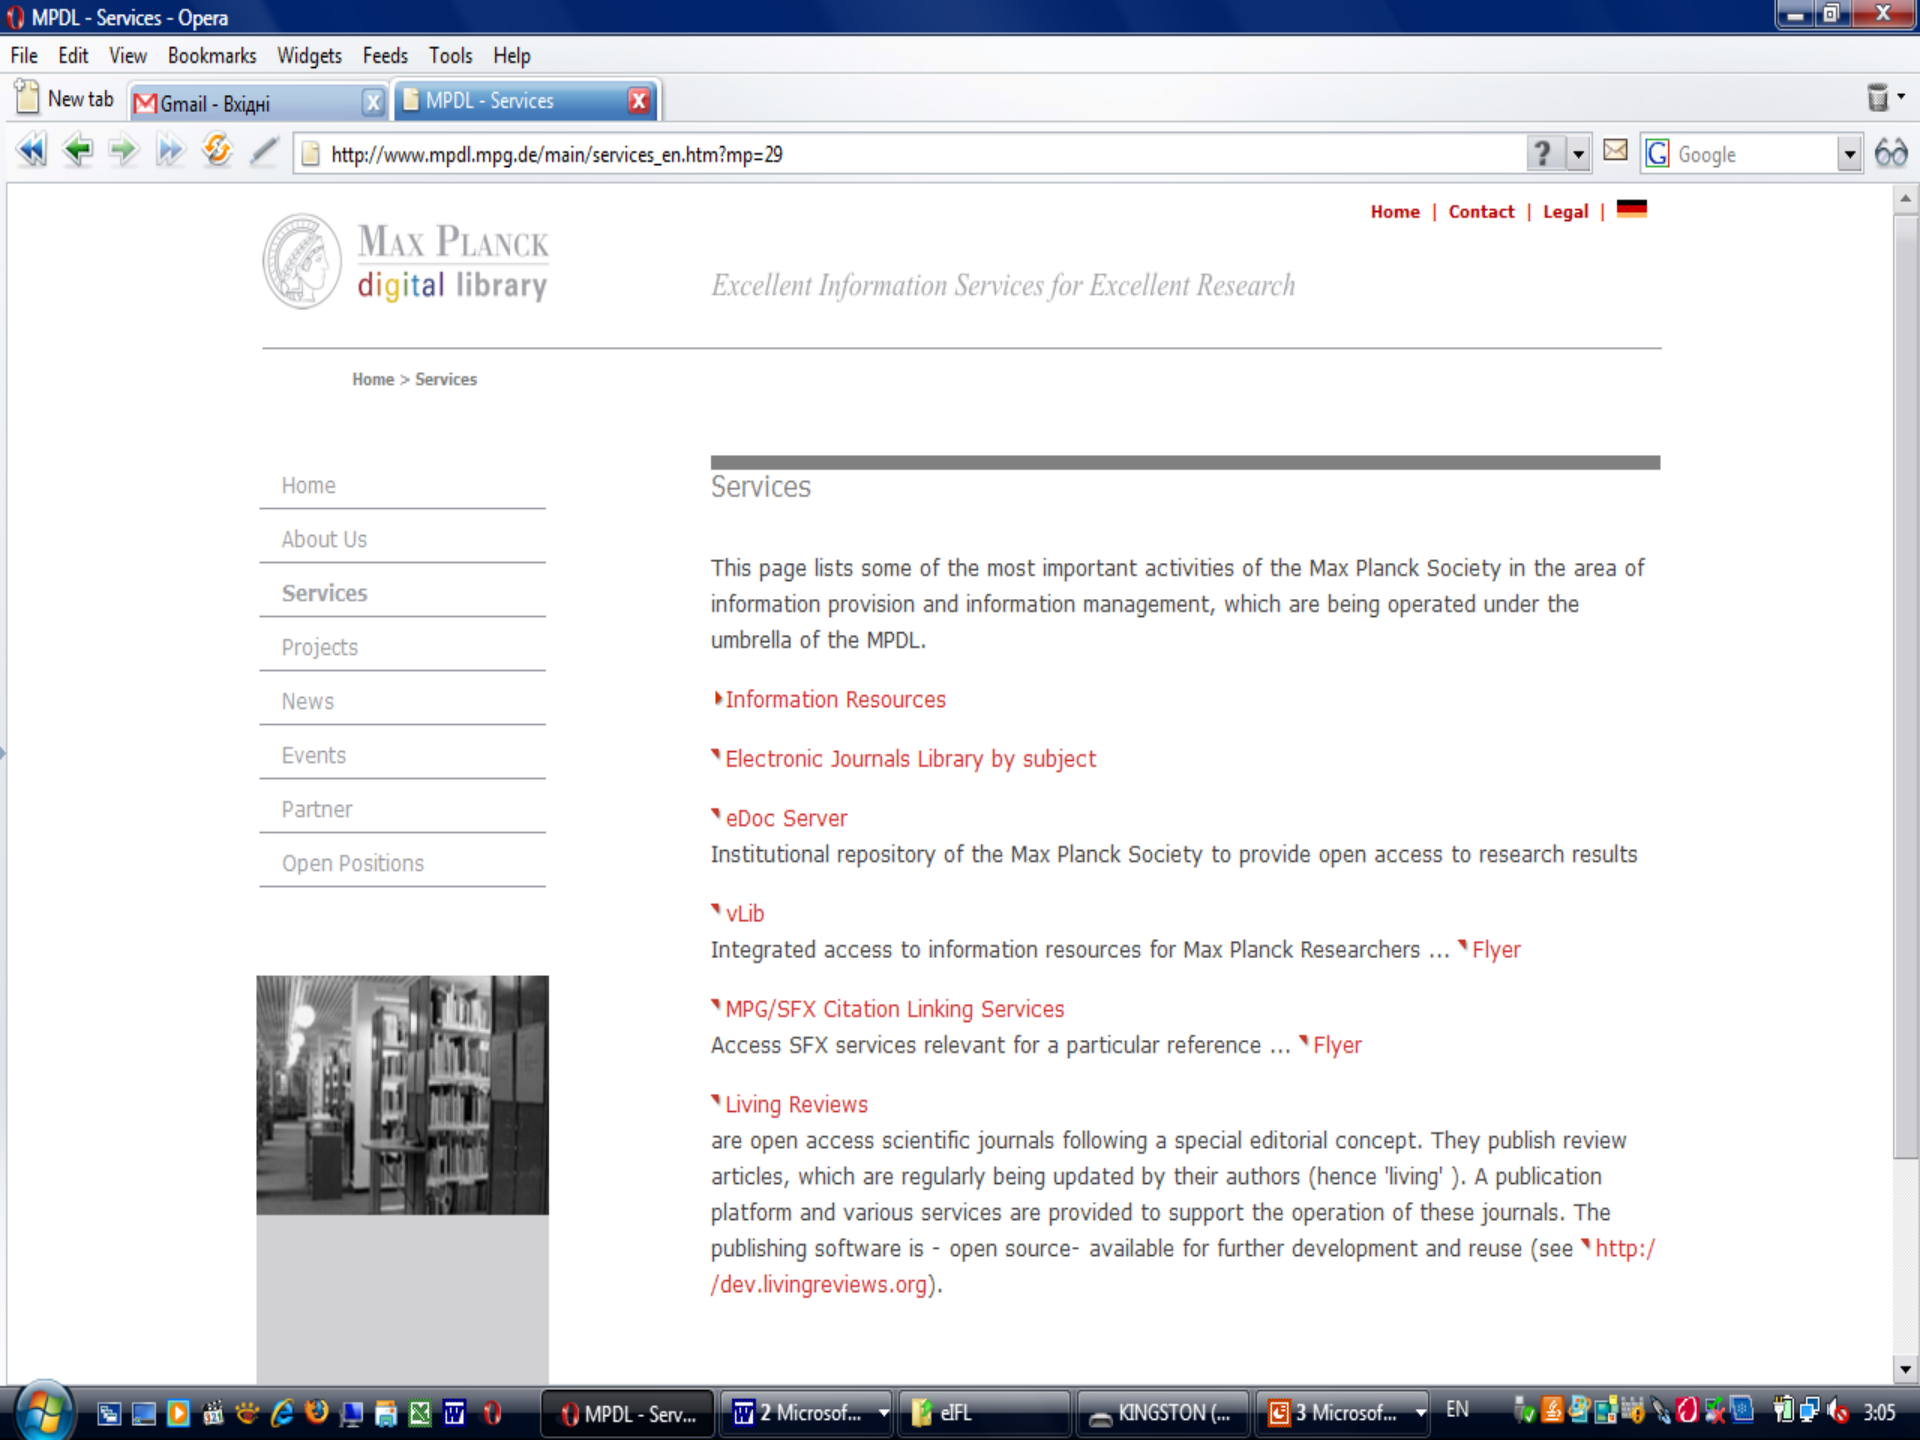 MPDL - Services - Opera
File Edit View Bookmarks Widgets Feeds Tools Help
New tab Gmail - Вхідні MPDL - Services
http://www.mpdl.mpg.de/main/services_en.htm?mp=29 ? G Google
Home | Contact | Legal |
MAX PLANCK
digital library
Excellent Information Services for Excellent Research
Home > Services
Home
About Us
Services
Projects
News
Events
Partner
Open Positions
Services
This page lists some of the most important activities of the Max Planck Society in the area of
information provision and information management, which are being operated under the
umbrella of the MPDL.
Information Resources
Electronic Journals Library by subject
eDoc Server
Institutional repository of the Max Planck Society to provide open access to research results
vLib
Integrated access to information resources for Max Planck Researchers ... Flyer
MPG/SFX Citation Linking Services
Access SFX services relevant for a particular reference ... Flyer
Living Reviews
are open access scientific journals following a special editorial concept. They publish review
articles, which are regularly being updated by their authors (hence 'living' ). A publication
platform and various services are provided to support the operation of these journals. The
publishing software is - open source- available for further development and reuse (see http:/
/dev.livingreviews.org).
MPDL - Serv... 2 Microsof... eIFL KINGSTON (... 3 Microsof... EN 3:05